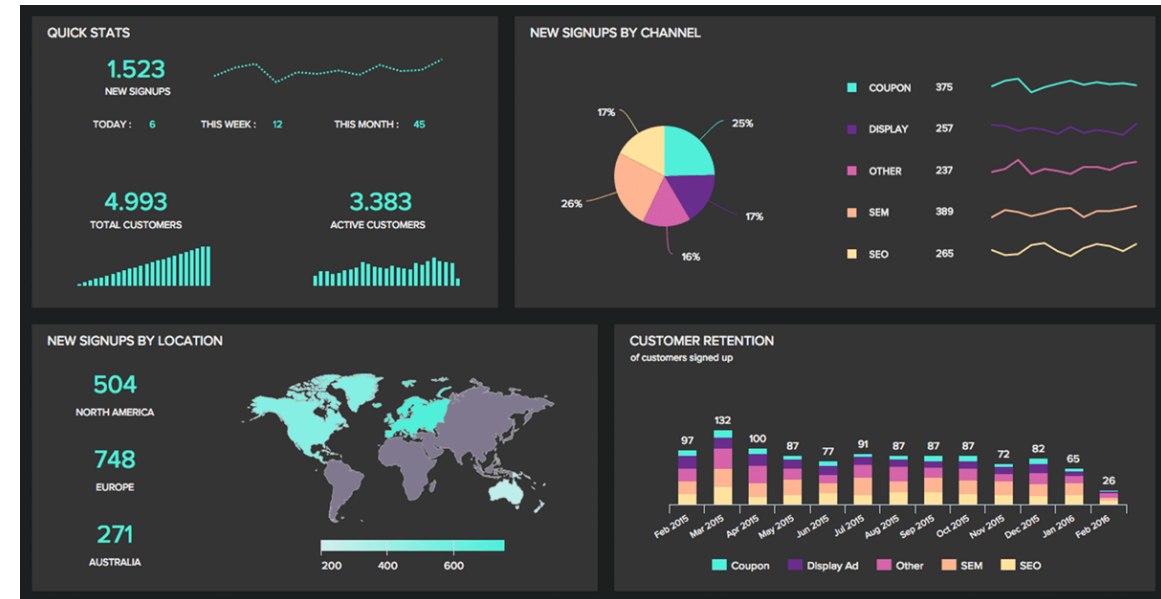 QUICK STATS
1.523
NEW SIGNUPS
TODAY : 6 THIS WEEK : 12 THIS MONTH : 45
4.993
TOTAL CUSTOMERS
3.383
ACTIVE CUSTOMERS
NEW SIGNUPS BY CHANNEL
17%
25%
26%
17%
16%
COUPON 375
DISPLAY 257
OTHER 237
SEM 389
SEO 265
NEW SIGNUPS BY LOCATION
504
NORTH AMERICA
748
EUROPE
271
AUSTRALIA
200 400 600
CUSTOMER RETENTION
of customers signed up
97 132 100 87 77 91 87 87 87 72 82 65 26
Feb 2015 Mar 2015 Apr 2015 May 2015 Jun 2015 Jul 2015 Aug 2015 Sep 2015 Oct 2015 Nov 2015 Dec 2015 Jan 2016 Feb 2016
Coupon Display Ad Other SEM SEO